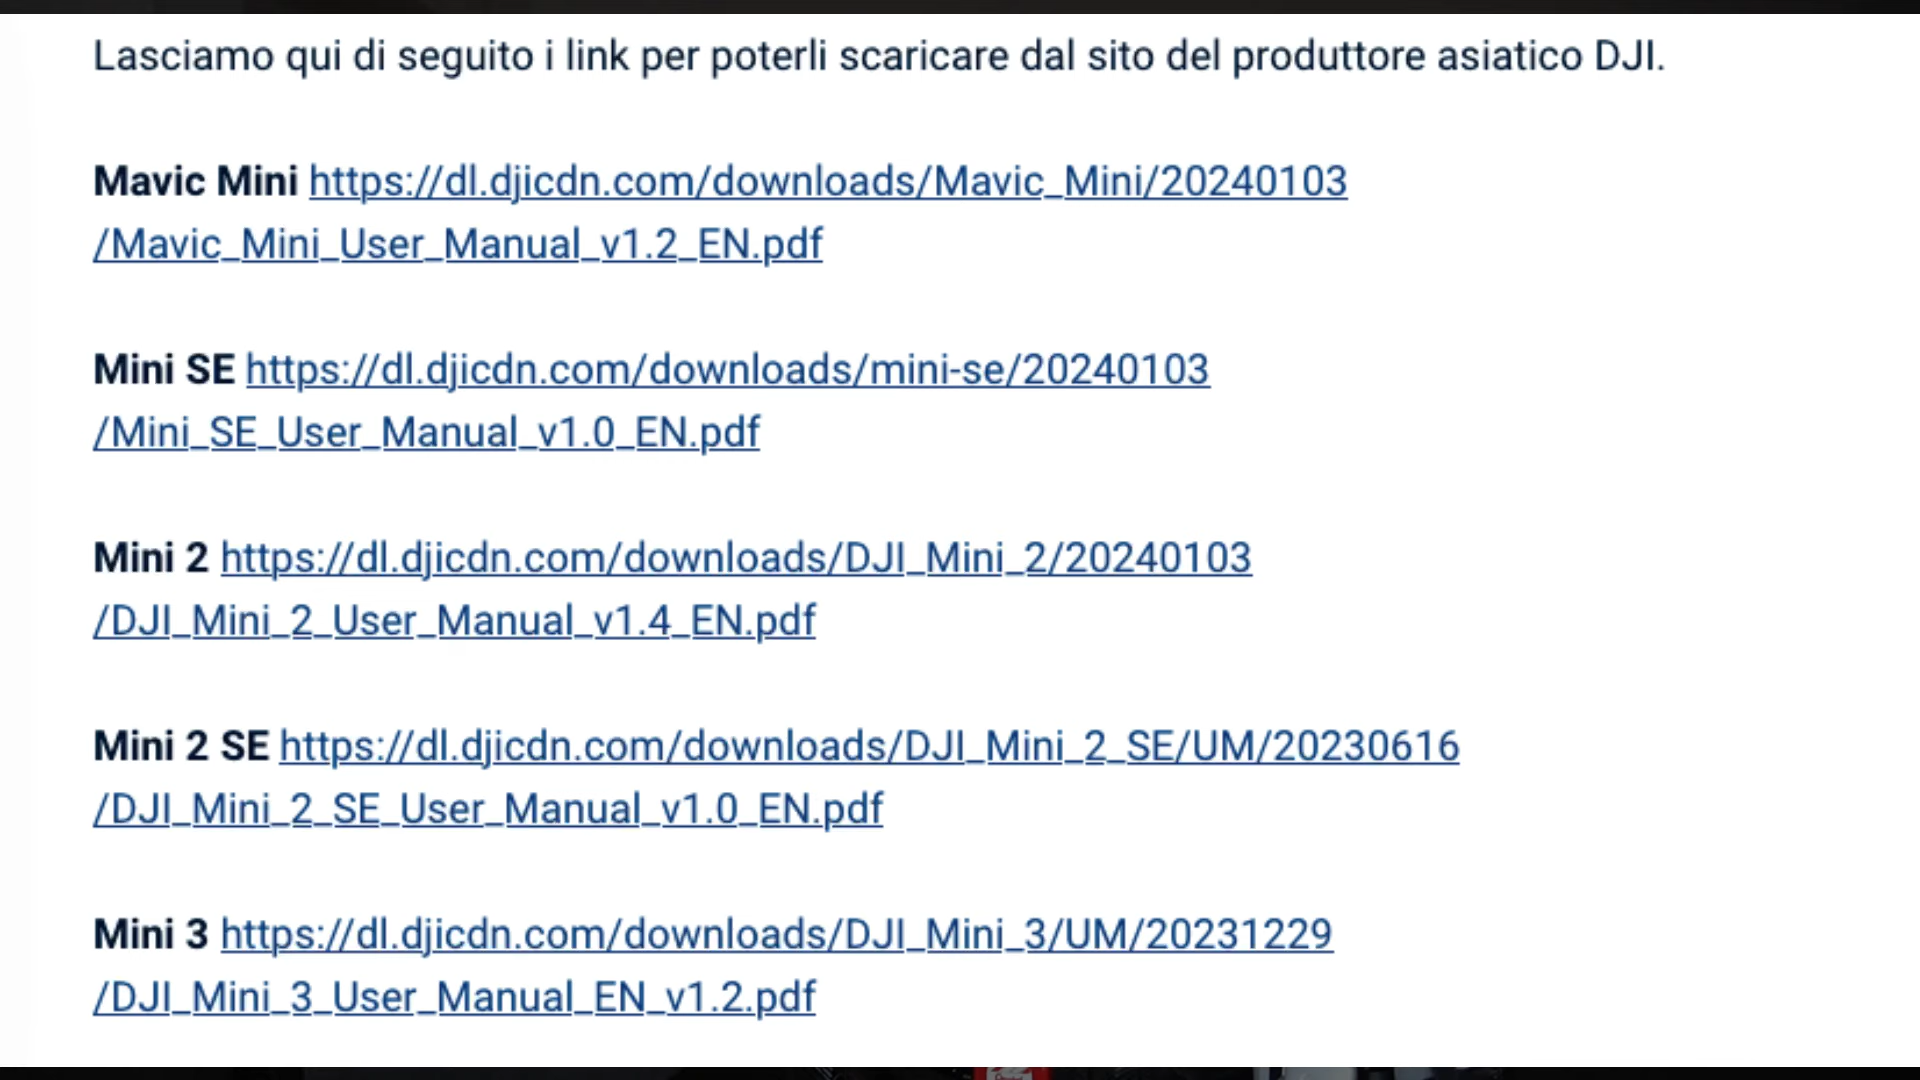 Lasciamo qui di seguito i link per poterli scaricare dal sito del produttore asiatico DJI.
Mavic Mini https://dl.djicdn.com/downloads/Mavic_Mini/20240103
/Mavic_Mini_User_Manual_v1.2_EN.pdf
Mini SE https://dl.djicdn.com/downloads/mini-se/20240103
/Mini_SE_User_Manual_v1.0_EN.pdf
Mini 2 https://dl.djicdn.com/downloads/DJI_Mini_2/20240103
/DJI_Mini_2_User_Manual_v1.4_EN.pdf
Mini 2 SE https://dl.djicdn.com/downloads/DJI_Mini_2_SE/UM/20230616
/DJI_Mini_2_SE_User_Manual_v1.0_EN.pdf
Mini 3 https://dl.djicdn.com/downloads/DJI_Mini_3/UM/20231229
/DJI_Mini_3_User_Manual_EN_v1.2.pdf